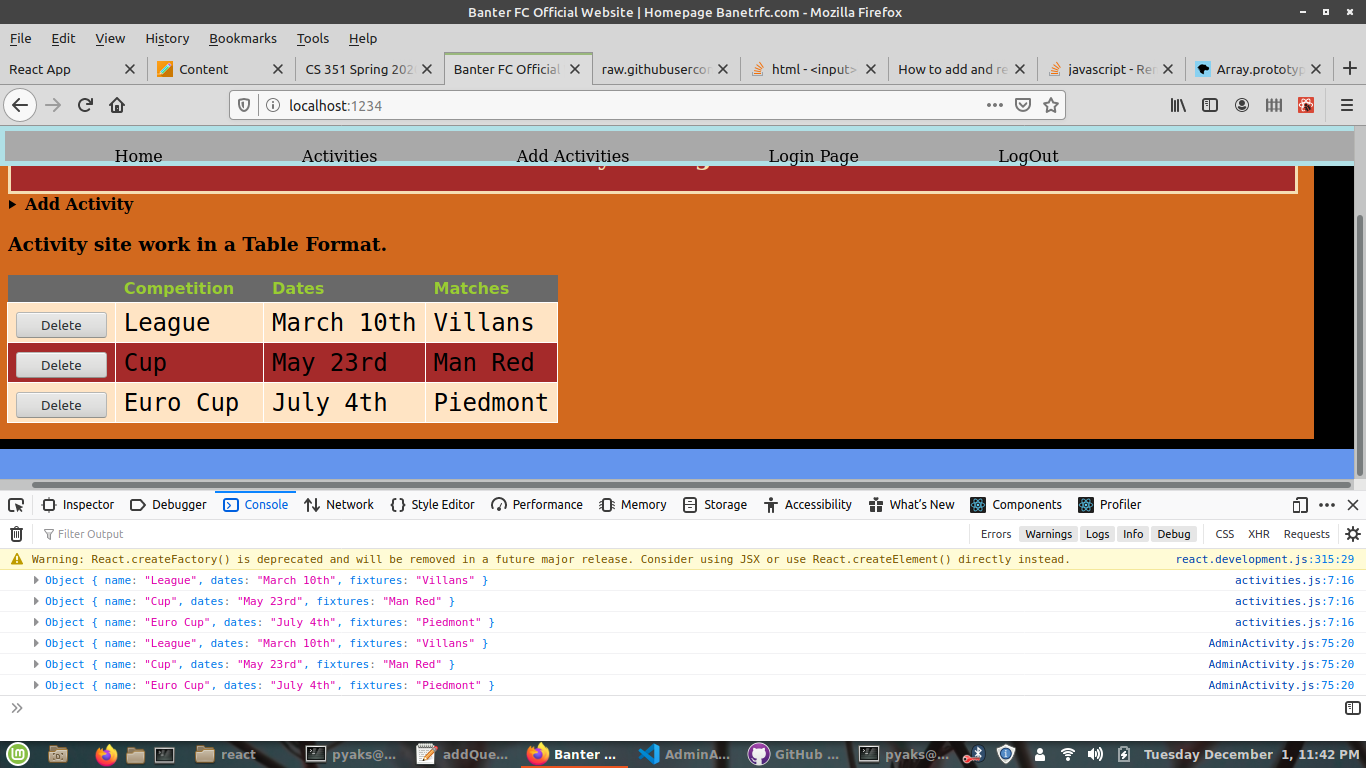 Banter FC Official Website | Homepage Banetrfc.com - Mozilla Firefox
File Edit View History Bookmarks Tools Help
React App Content CS 351 Spring 202 Banter FC Official raw.githubusercor html - <input> How to add and re javascript - Rer Array.prototyp
localhost:1234
Home Activities Add Activities Login Page LogOut
Add Activity
Activity site work in a Table Format.
Competition Dates Matches
Delete League March 10th Villans
Delete Cup May 23rd Man Red
Delete Euro Cup July 4th Piedmont
Inspector Debugger Console Network Style Editor Performance Memory Storage Accessibility What's New Components Profiler
Filter Output Errors Warnings Logs Info Debug CSS XHR Requests
Warning: React.createFactory() is deprecated and will be removed in a future major release. Consider using JSX or use React.createElement() directly instead. react.development.js:315:29
Object { name: "League", dates: "March 10th", fixtures: "Villans" } activities.js:7:16
Object { name: "Cup", dates: "May 23rd", fixtures: "Man Red" } activities.js:7:16
Object { name: "Euro Cup", dates: "July 4th", fixtures: "Piedmont" } activities.js:7:16
Object { name: "League", dates: "March 10th", fixtures: "Villans" } AdminActivity.js:75:20
Object { name: "Cup", dates: "May 23rd", fixtures: "Man Red" } AdminActivity.js:75:20
Object { name: "Euro Cup", dates: "July 4th", fixtures: "Piedmont" } AdminActivity.js:75:20
react pyaks@... addQue... Banter ... AdminA... GitHub ... pyaks@... Tuesday December 1, 11:42 PM